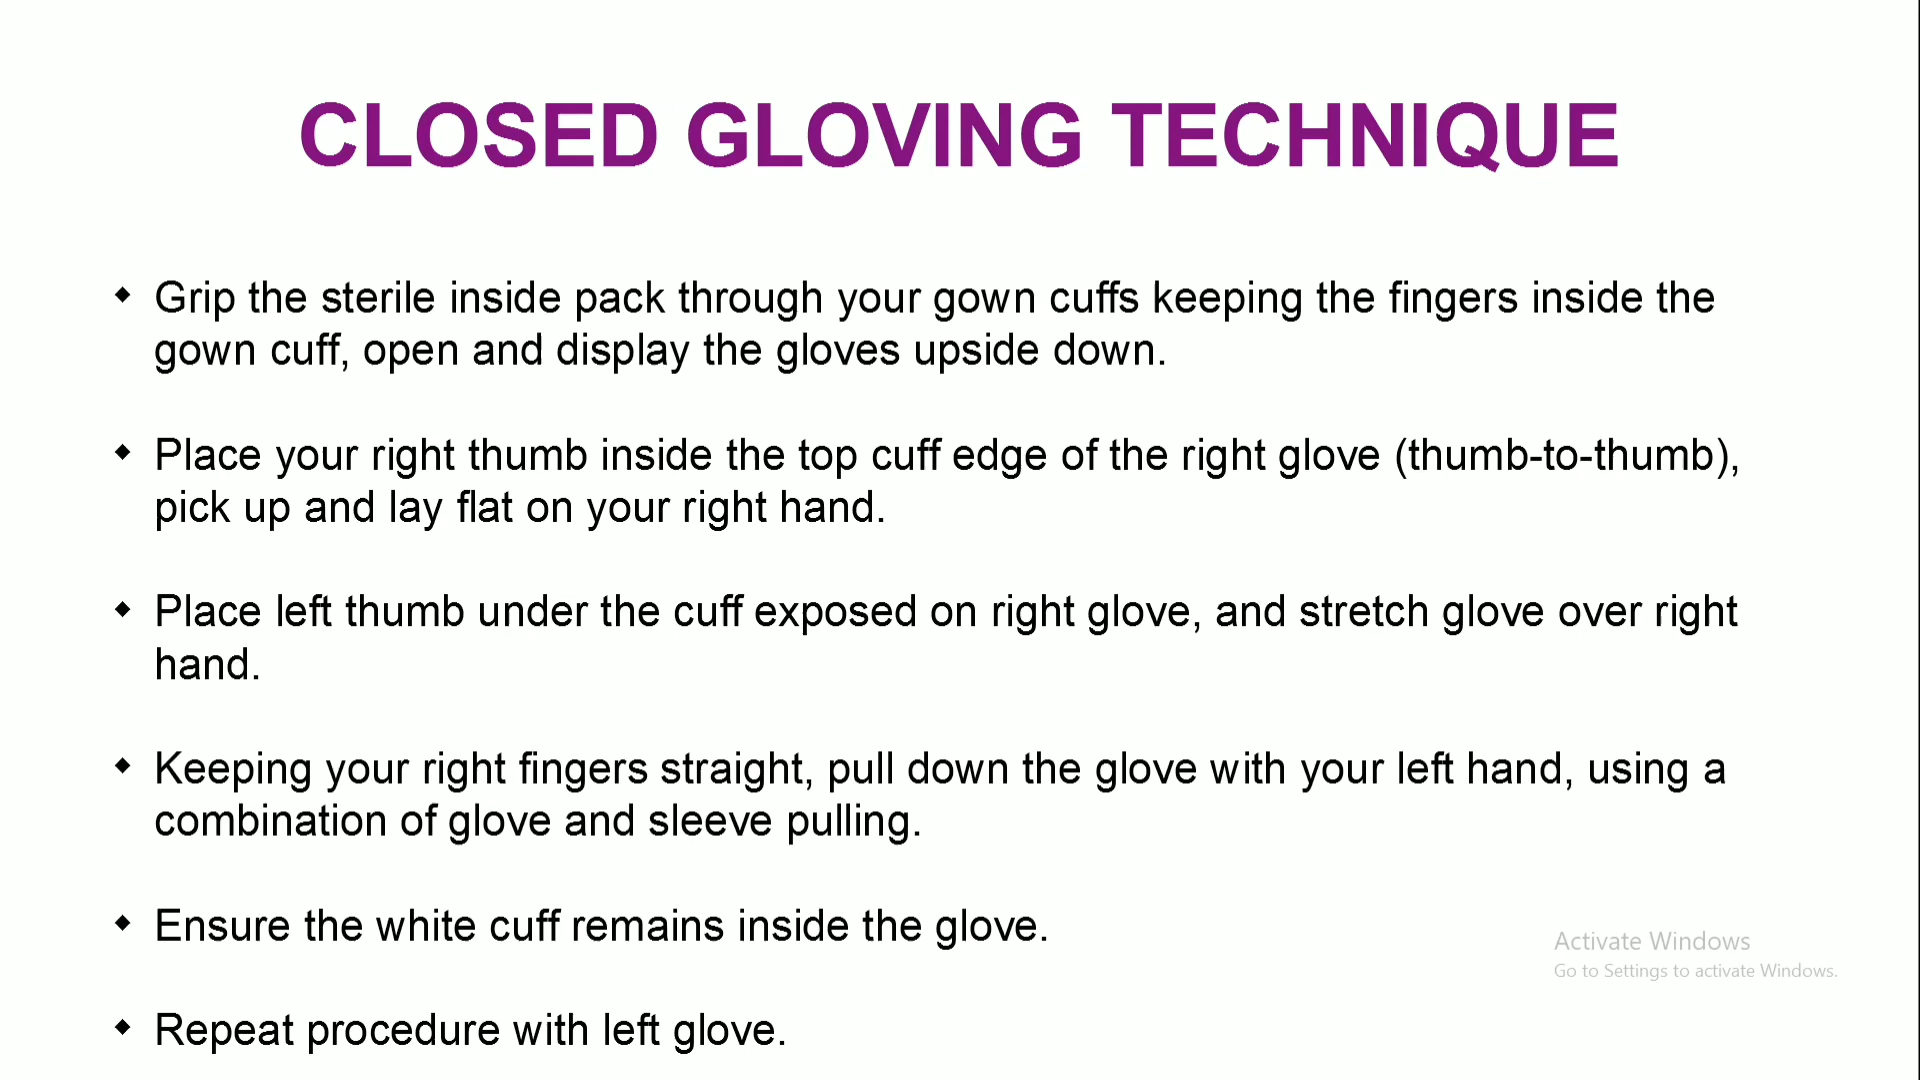 CLOSED GLOVING TECHNIQUE
Grip the sterile inside pack through your gown cuffs keeping the fingers inside the
gown cuff, open and display the gloves upside down.
Place your right thumb inside the top cuff edge of the right glove (thumb-to-thumb),
pick up and lay flat on your right hand.
Place left thumb under the cuff exposed on right glove, and stretch glove over right
hand.
Keeping your right fingers straight, pull down the glove with your left hand, using a
combination of glove and sleeve pulling.
Ensure the white cuff remains inside the glove.
Activate Windows
Go to Settings to activate Windows.
Repeat procedure with left glove.